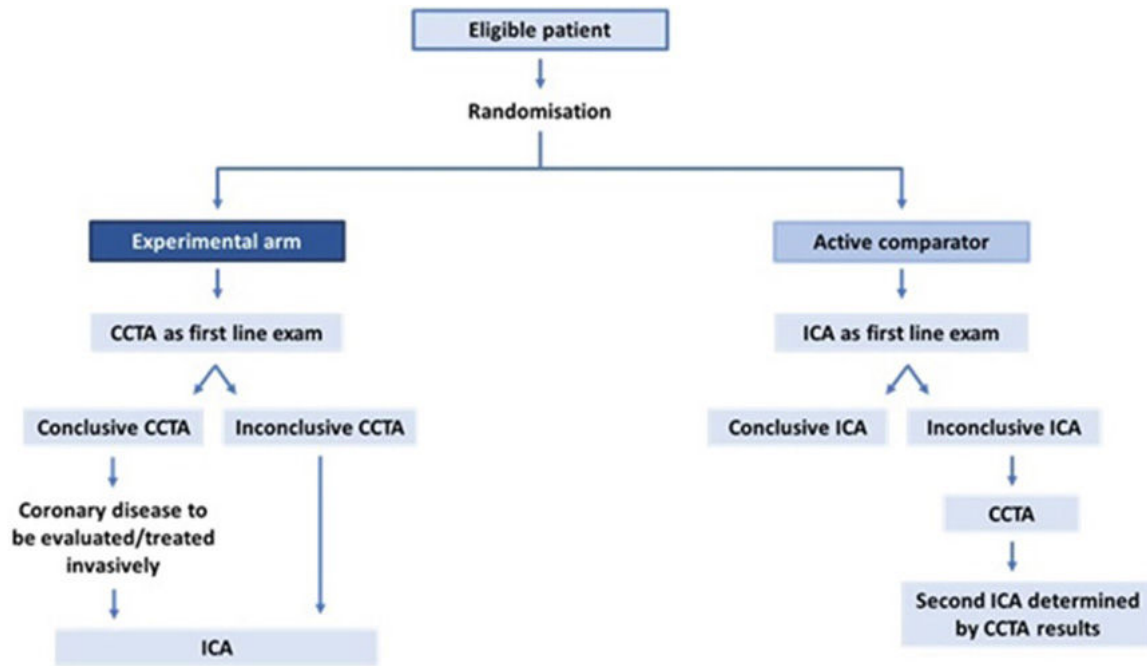 Eligible patient
Randomisation
Experimental arm
Active comparator
CCTA as first line exam
ICA as first line exam
Conclusive CCTA
Inconclusive CCTA
Conclusive ICA
Inconclusive ICA
Coronary disease to
be evaluated/treated
invasively
CCTA
ICA
Second ICA determined
by CCTA results